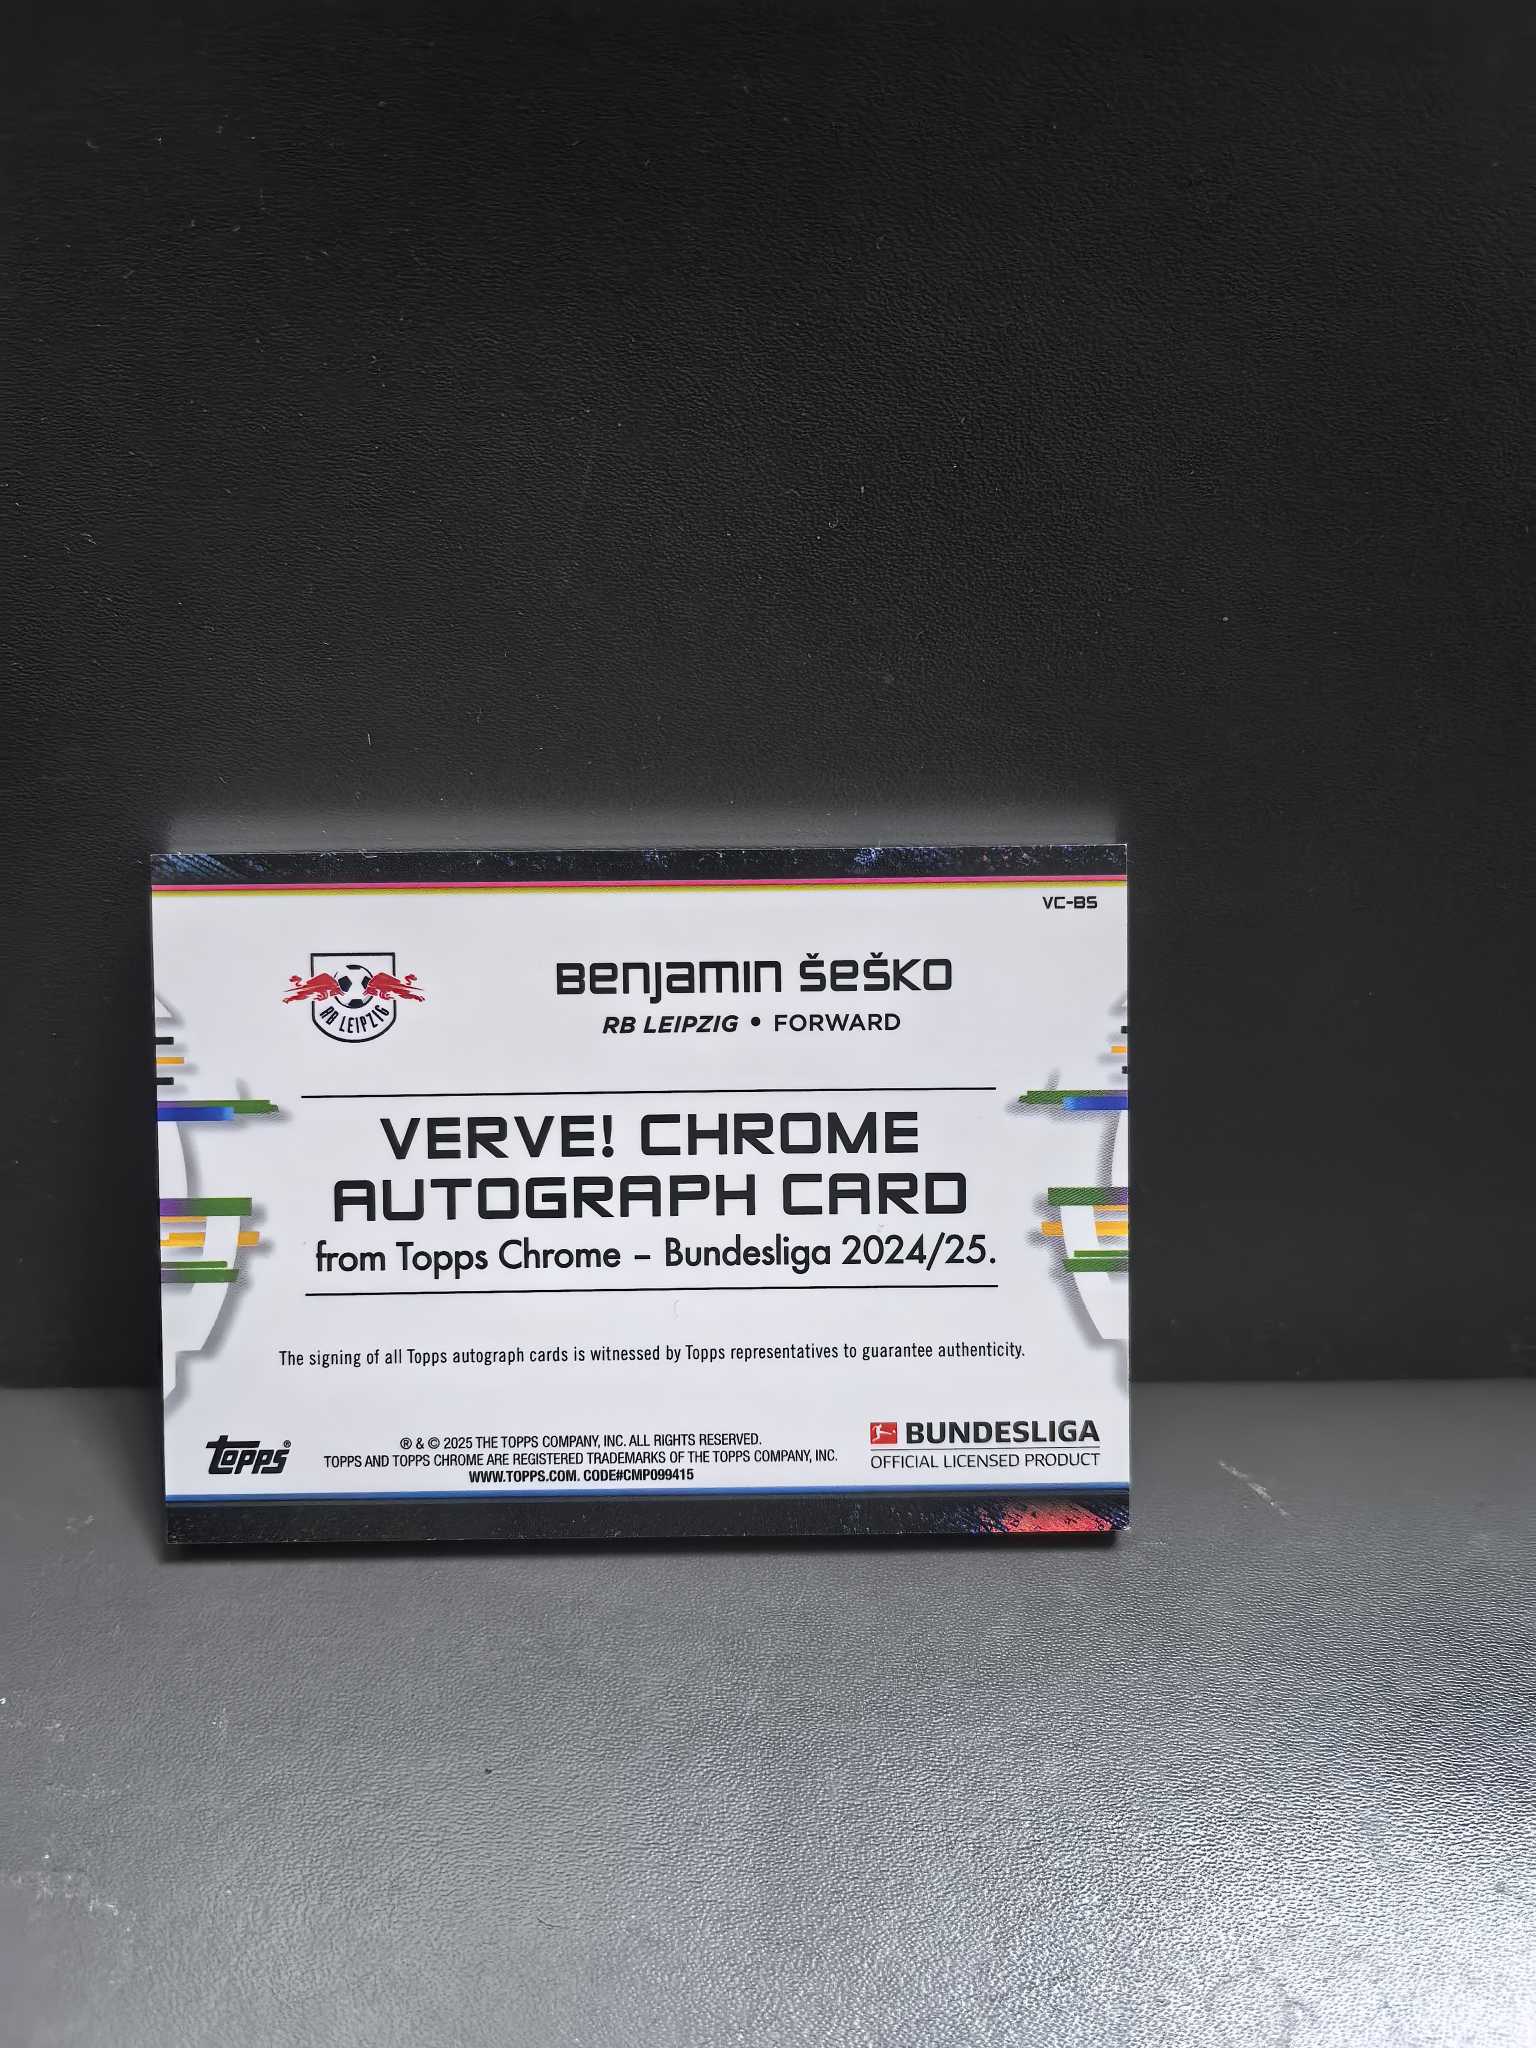 VC-BS
Benjamin Šeško
RB LEIPZIG • FORWARD
RB LEIPZIG
VERVE! CHROME
AUTOGRAPH CARD
from Topps Chrome – Bundesliga 2024/25.
The signing of all Topps autograph cards is witnessed by Topps representatives to guarantee authenticity.
topps®
® & © 2025 THE TOPPS COMPANY, INC. ALL RIGHTS RESERVED.
TOPPS AND TOPPS CHROME ARE REGISTERED TRADEMARKS OF THE TOPPS COMPANY, INC.
WWW.TOPPS.COM. CODE#CMP099415
BUNDESLIGA
OFFICIAL LICENSED PRODUCT